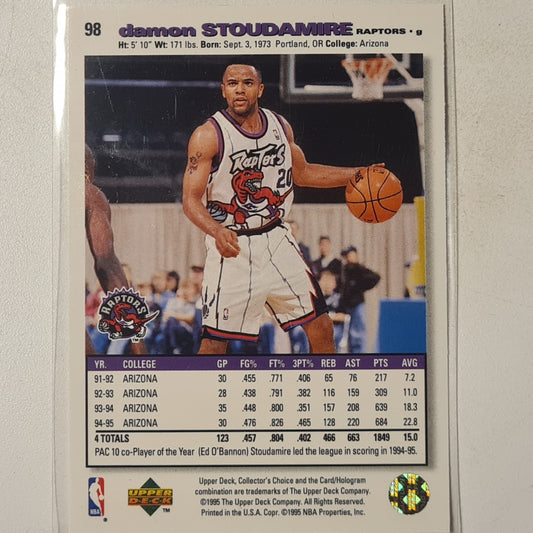 98 damon STOUDAMIRE RAPTORS • g
Ht: 5' 10" Wt: 171 lbs. Born: Sept. 3, 1973 Portland, OR College: Arizona
RAPTORS
20
RAPTORS
YR. COLLEGE GP FG% FT% 3PT% REB AST PTS AVG
91-92 ARIZONA 30 .455 .771 .406 65 76 217 7.2
92-93 ARIZONA 28 .438 .791 .382 116 159 309 11.0
93-94 ARIZONA 35 .448 .800 .351 157 208 639 18.3
94-95 ARIZONA 30 .476 .826 .465 128 220 684 22.8
4 TOTALS 123 .457 .804 .402 466 663 1849 15.0
PAC 10 co-Player of the Year (Ed O'Bannon) Stoudamire led the league in scoring in 1994-95.
Upper Deck, Collector's Choice and the Card/Hologram
combination are trademarks of The Upper Deck Company.
©1995 The Upper Deck Company. All Rights Reserved.
Printed in the U.S.A. Copr. ©1995 NBA Properties, Inc.
NBA
UPPER
DECK